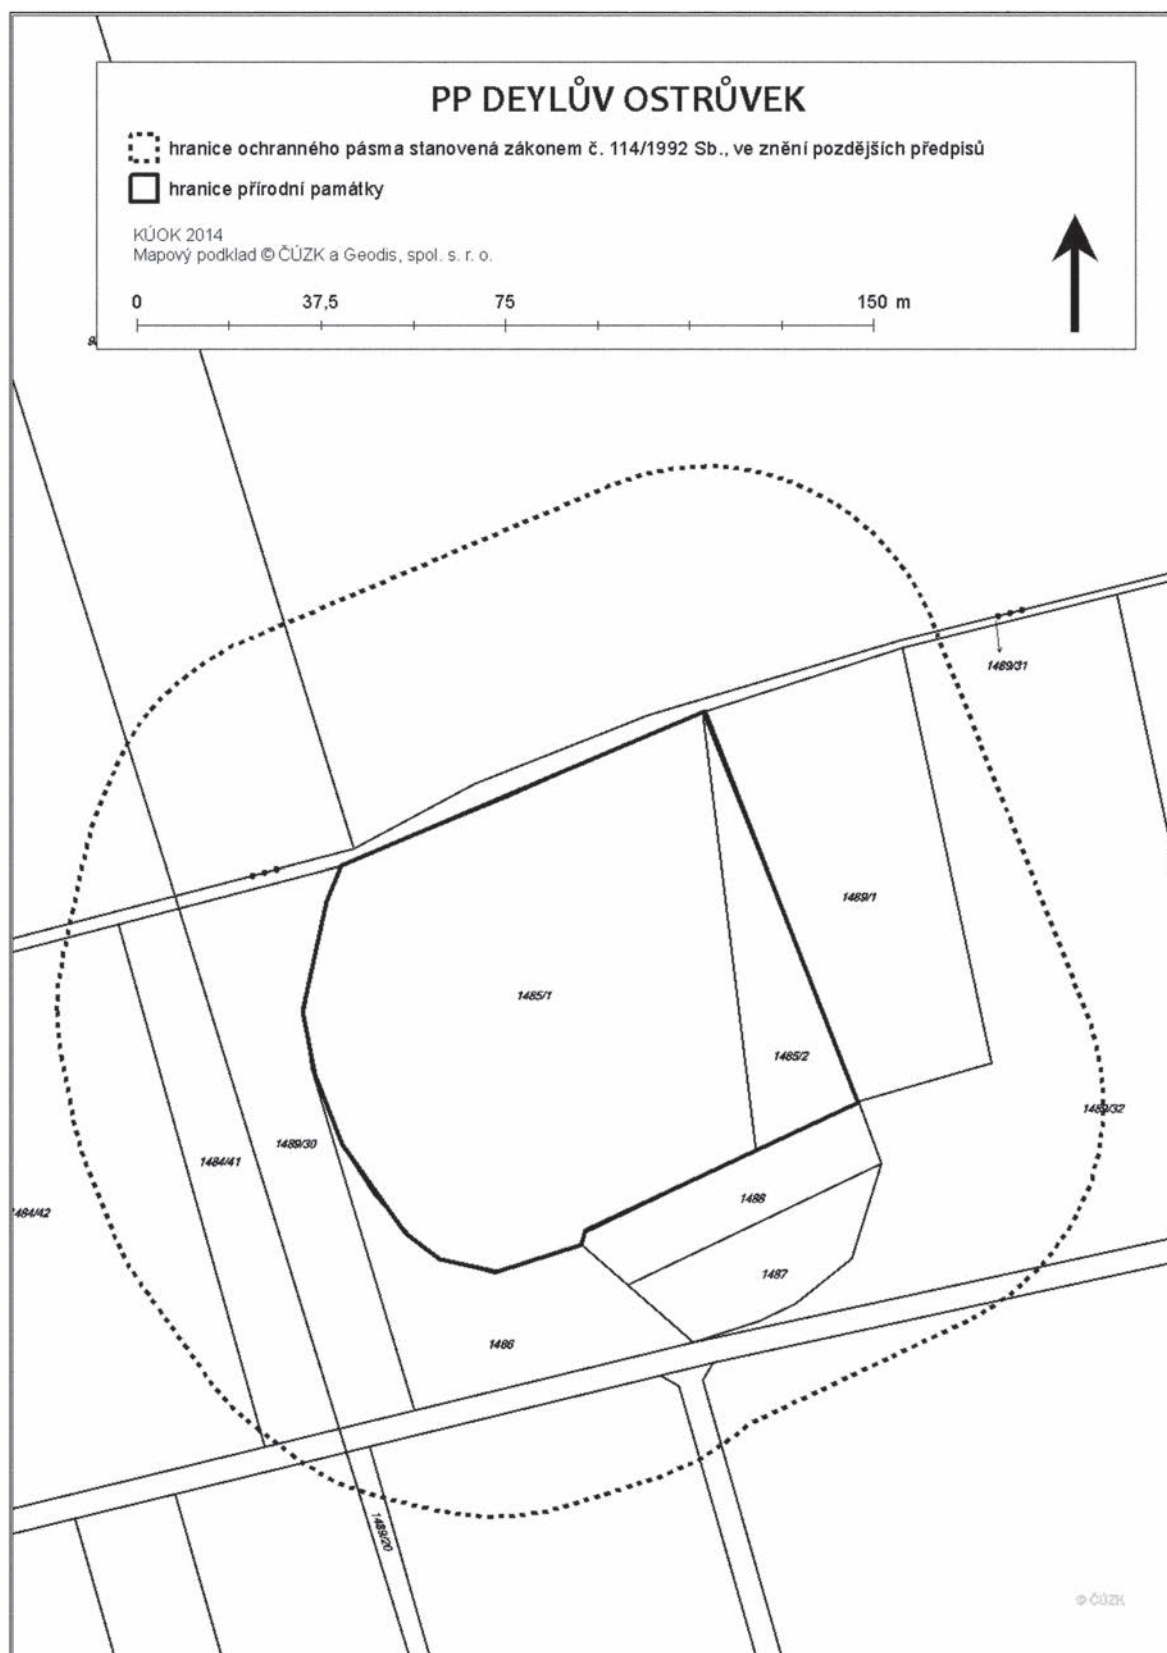 PP DEYLŮV OSTRŮVEK
hranice ochranného pásma stanovená zákonem č. 114/1992 Sb., ve znění pozdějších předpisů
hranice přírodní památky
KÚOK 2014
Mapový podklad © ČÚZK a Geodis, spol. s. r. o.
0 37,5 75 150 m
1489/31
1489/1
1485/1
1485/2
1489/32
1489/30
1484/41
1488
1484/42
1487
1486
1489/20
© ČÚZK